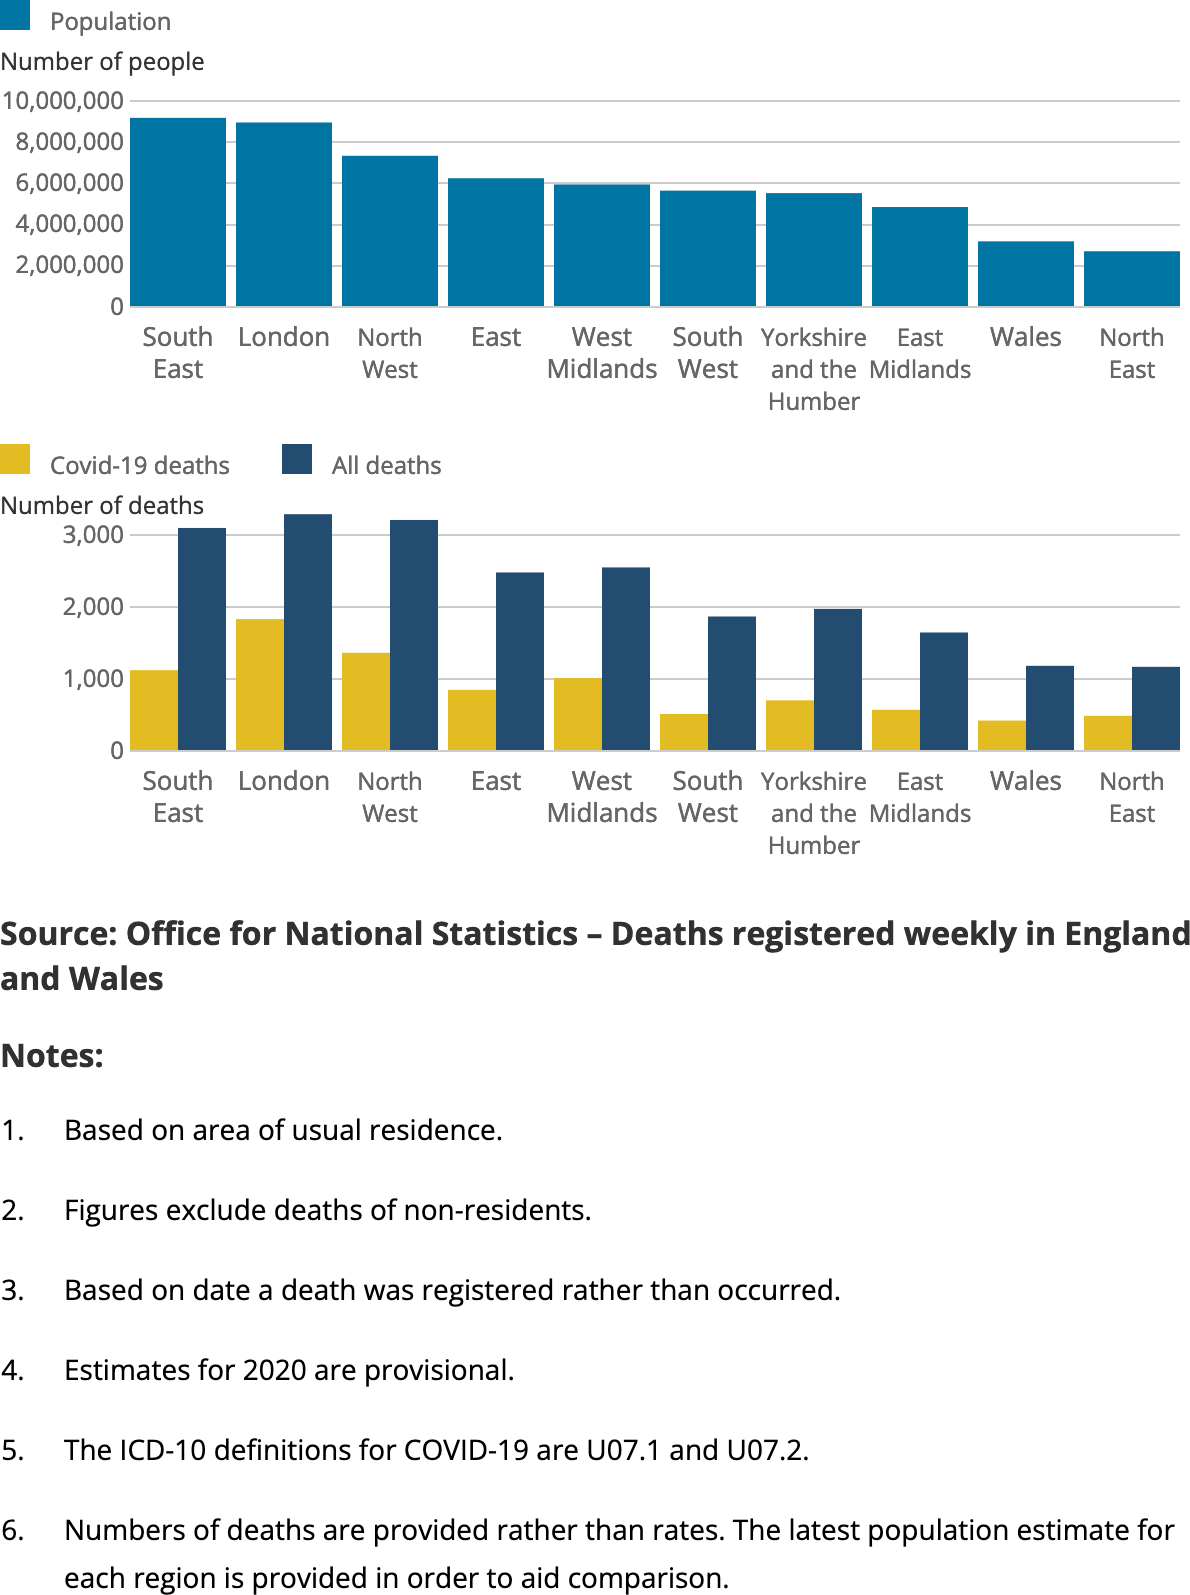 Population
Number of people
10,000,000
8,000,000
6,000,000
4,000,000
2,000,000
0
South East
London
North West
East
West Midlands
South West
Yorkshire and the Humber
East Midlands
Wales
North East
Covid-19 deaths
All deaths
Number of deaths
3,000
2,000
1,000
0
South East
London
North West
East
West Midlands
South West
Yorkshire and the Humber
East Midlands
Wales
North East
Source: Office for National Statistics – Deaths registered weekly in England
and Wales
Notes:
1. Based on area of usual residence.
2. Figures exclude deaths of non-residents.
3. Based on date a death was registered rather than occurred.
4. Estimates for 2020 are provisional.
5. The ICD-10 definitions for COVID-19 are U07.1 and U07.2.
6. Numbers of deaths are provided rather than rates. The latest population estimate for
each region is provided in order to aid comparison.